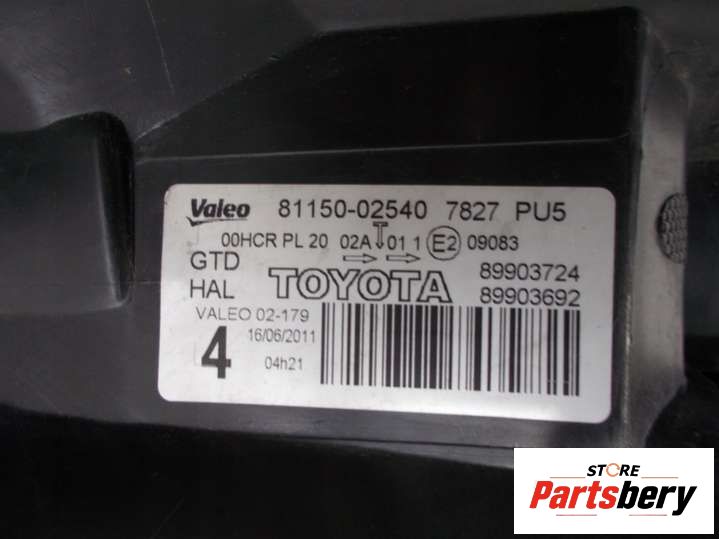 Valeo 81150-02540 7827 PU5
00HCR PL 20 02A 01 1 E2 09083
GTD TOYOTA 89903724
HAL 89903692
VALEO 02-179
16/06/2011
4 04h21
STORE
Partsbery